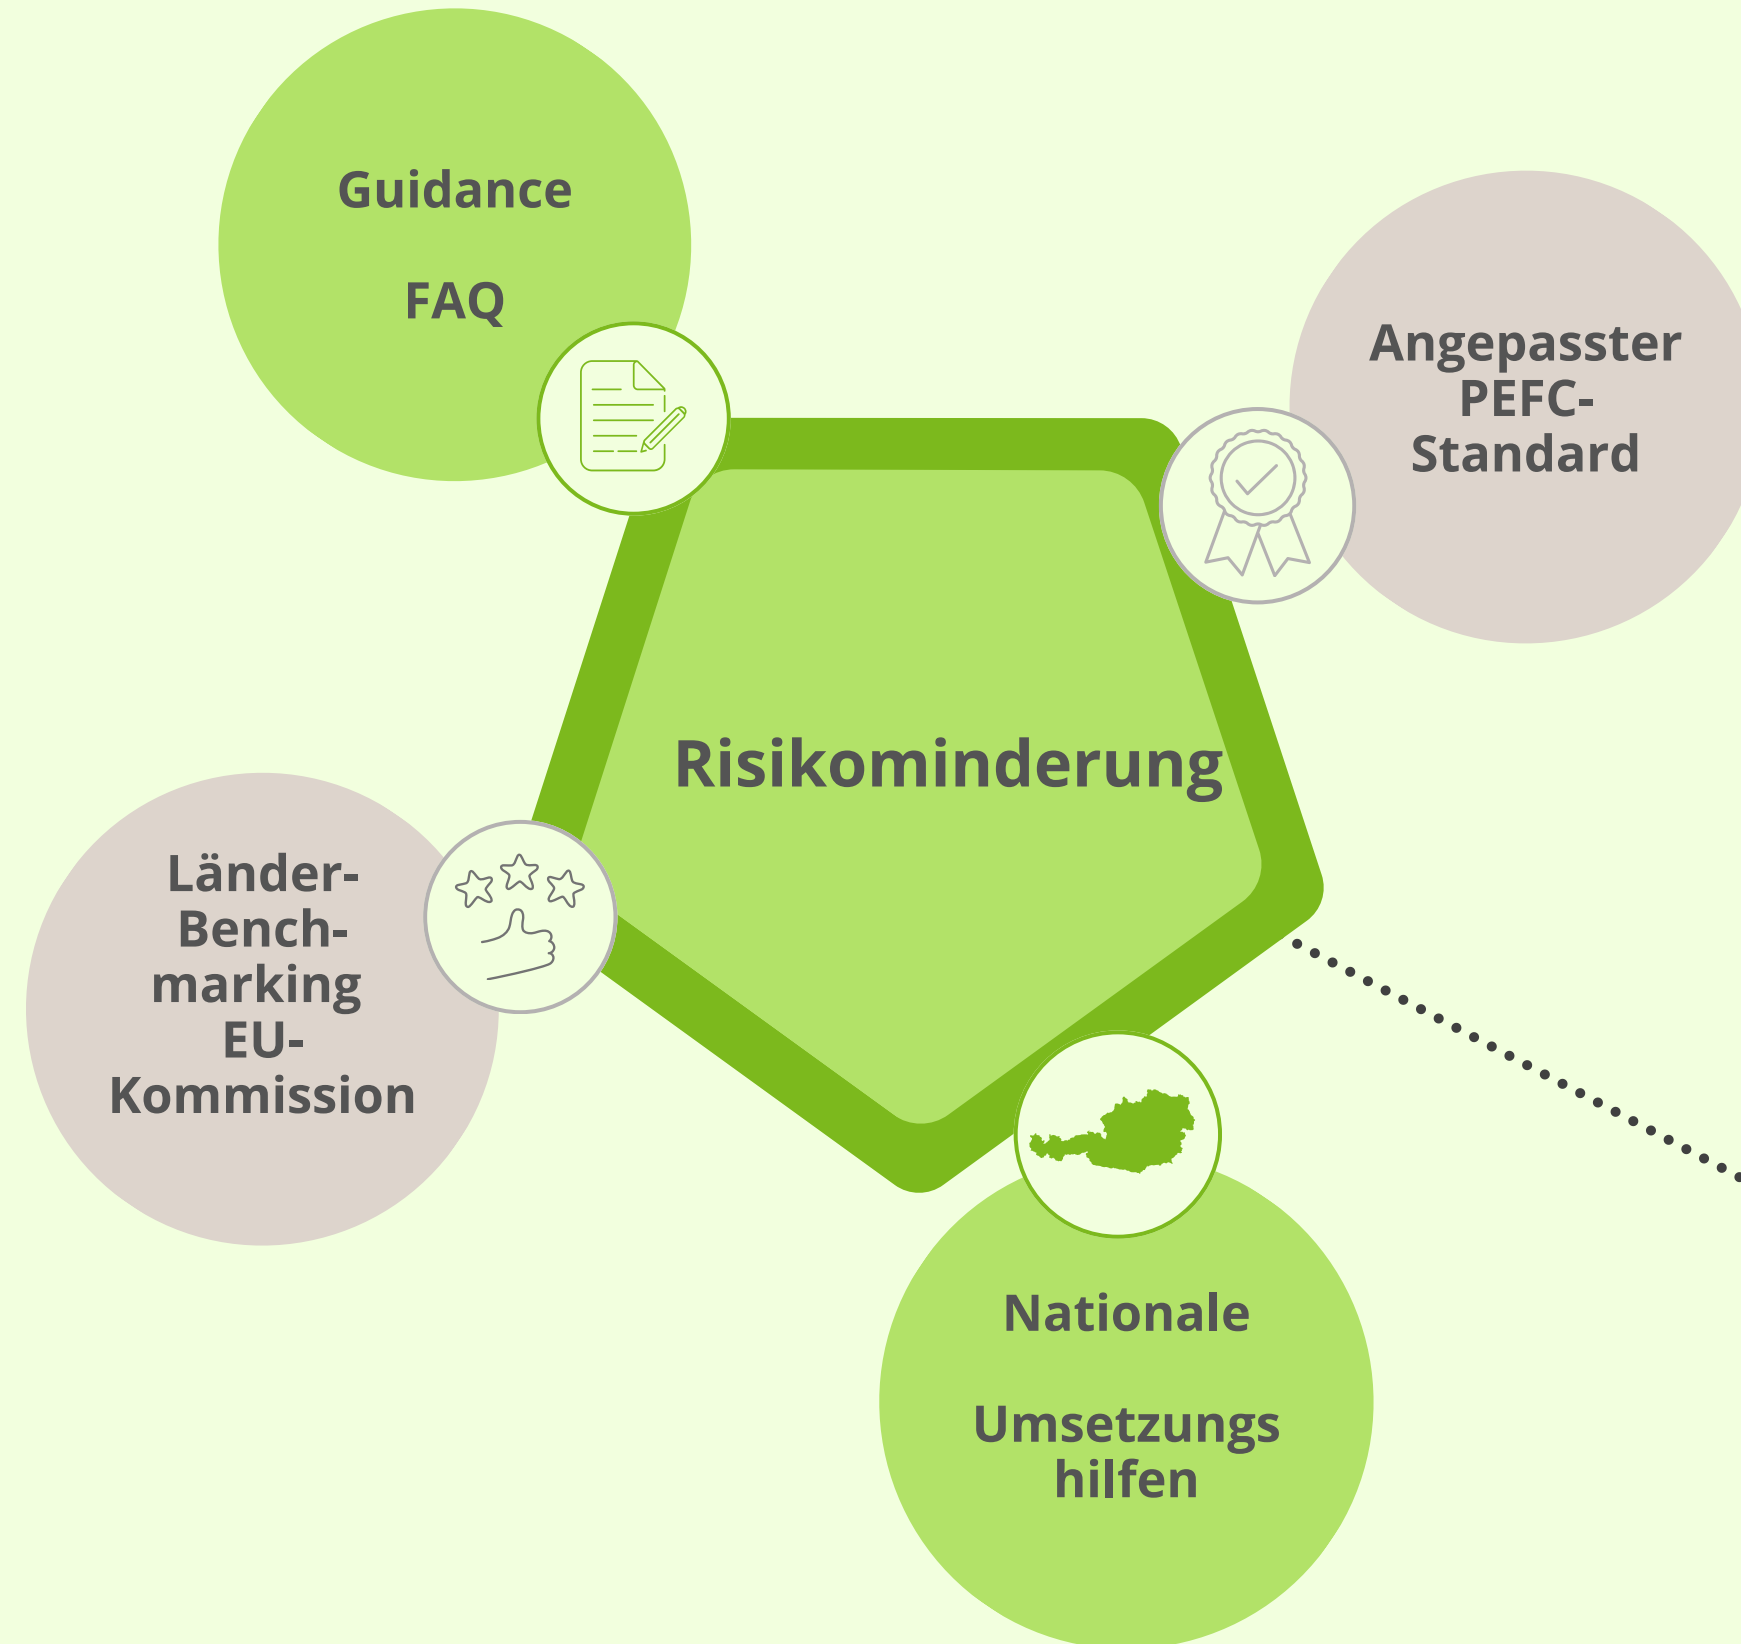 Guidance
FAQ
Angepasster
PEFC-
Standard
Risikominderung
Länder-
Bench-
marking
EU-
Kommission
Nationale
Umsetzungs
hilfen